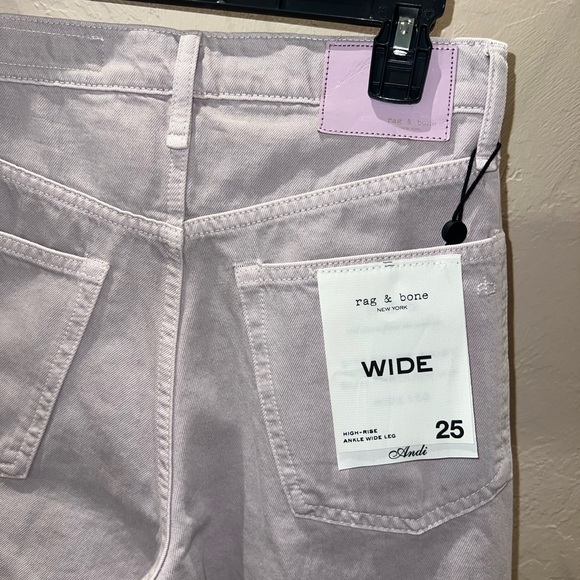 rag & bone
rag & bone
NEW YORK
WIDE
HIGH-RISE
ANKLE WIDE LEG
25
Andi